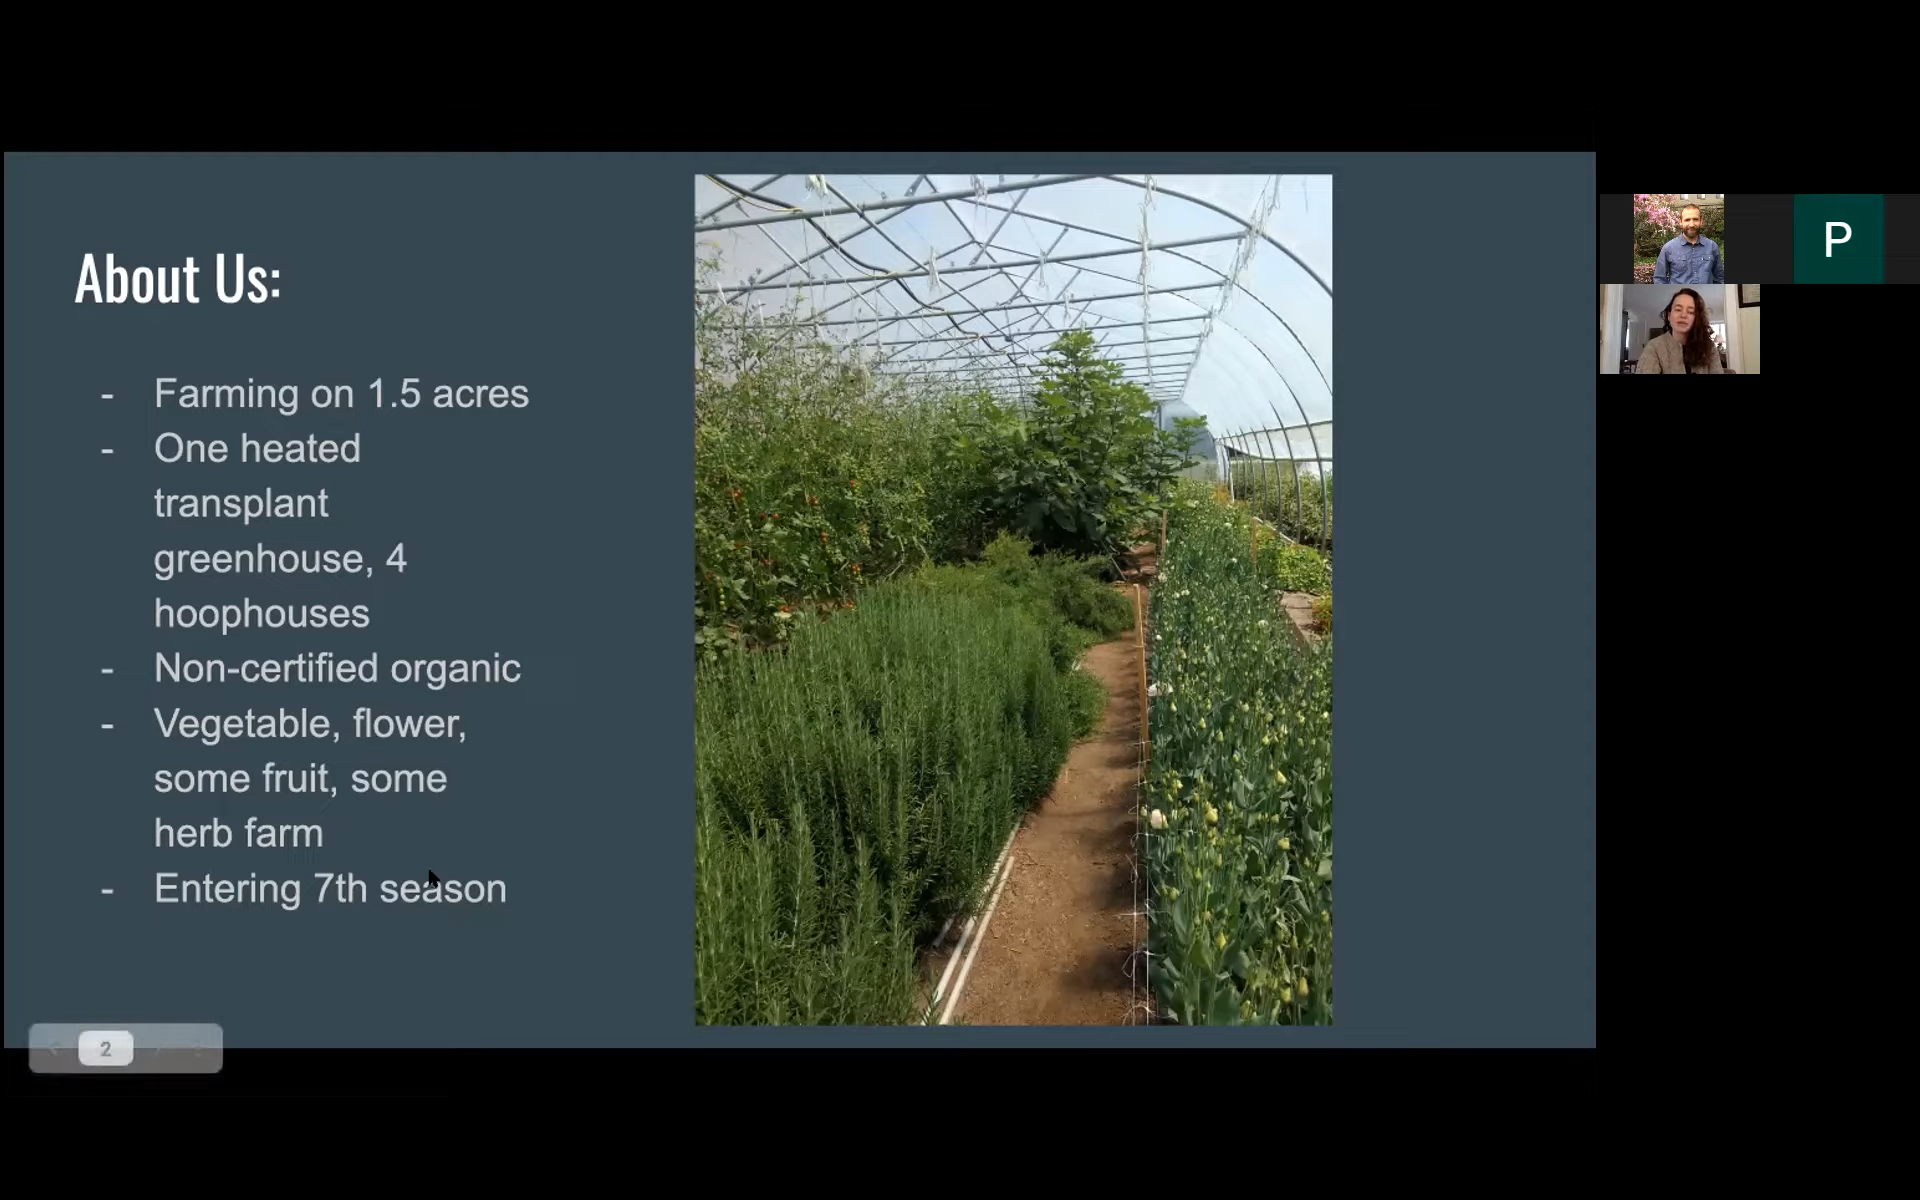 About Us:
- Farming on 1.5 acres
- One heated
transplant
greenhouse, 4
hoophouses
- Non-certified organic
- Vegetable, flower,
some fruit, some
herb farm
- Entering 7th season
2
P